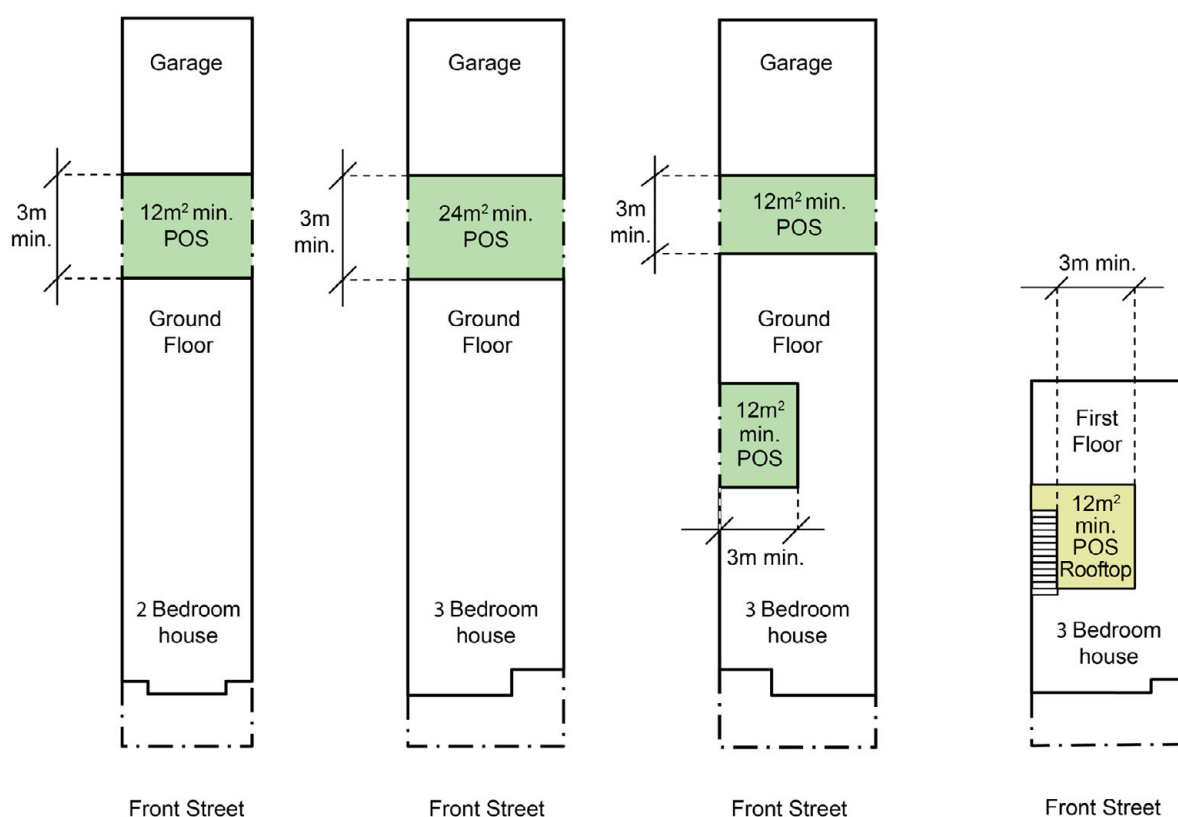 Garage
3m
min.
12m² min.
POS
Ground
Floor
2 Bedroom
house
Front Street
Garage
3m
min.
24m² min.
POS
Ground
Floor
3 Bedroom
house
Front Street
Garage
3m
min.
12m² min.
POS
Ground
Floor
12m²
min.
POS
3m min.
3 Bedroom
house
Front Street
3m min.
First
Floor
12m²
min.
POS
Rooftop
3 Bedroom
house
Front Street